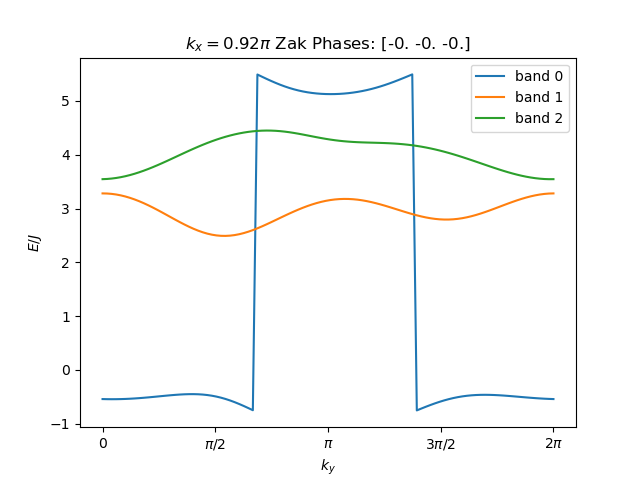 $k_x = 0.92\pi$ Zak Phases: [-0. -0. -0.]
band 0
band 1
band 2
E/J
5
4
3
2
1
0
−1
0
π/2
π
3π/2
2π
$k_y$